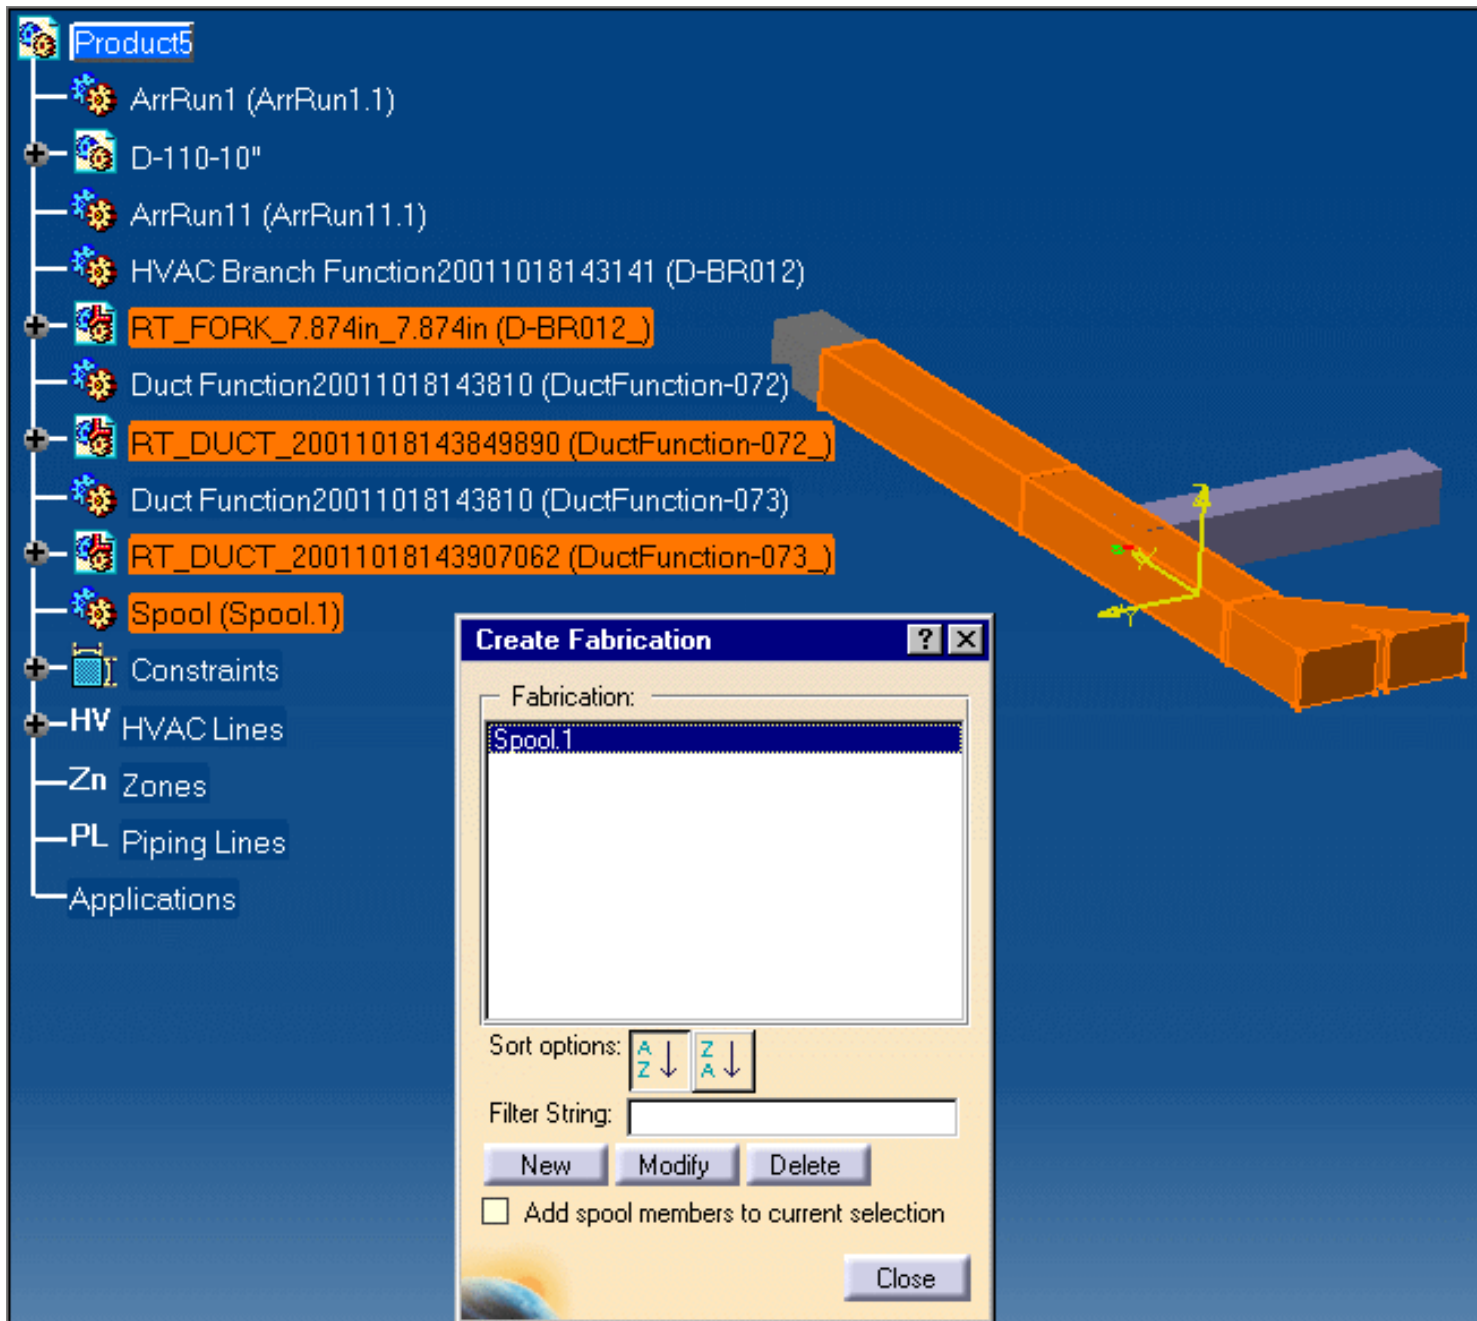 Product5
ArrRun1 (ArrRun1.1)
D-110-10"
ArrRun11 (ArrRun11.1)
HVAC Branch Function20011018143141 (D-BR012)
RT_FORK_7.874in_7.874in (D-BR012_)
Duct Function20011018143810 (DuctFunction-072)
RT_DUCT_20011018143849890 (DuctFunction-072_)
Duct Function20011018143810 (DuctFunction-073)
RT_DUCT_20011018143907062 (DuctFunction-073_)
Spool (Spool.1)
Constraints
HV HVAC Lines
Zn Zones
PL Piping Lines
Applications
Create Fabrication
Fabrication:
Spool.1
Sort options: A Z Z A
Filter String:
New Modify Delete
Add spool members to current selection
Close